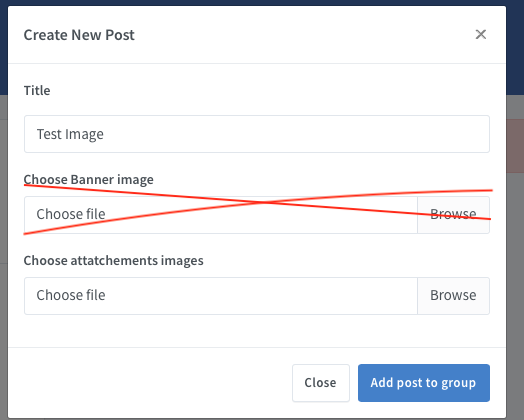 Create New Post ×
Title
Test Image
Choose Banner image
Choose file Browse
Choose attatchements images
Choose file Browse
Close Add post to group